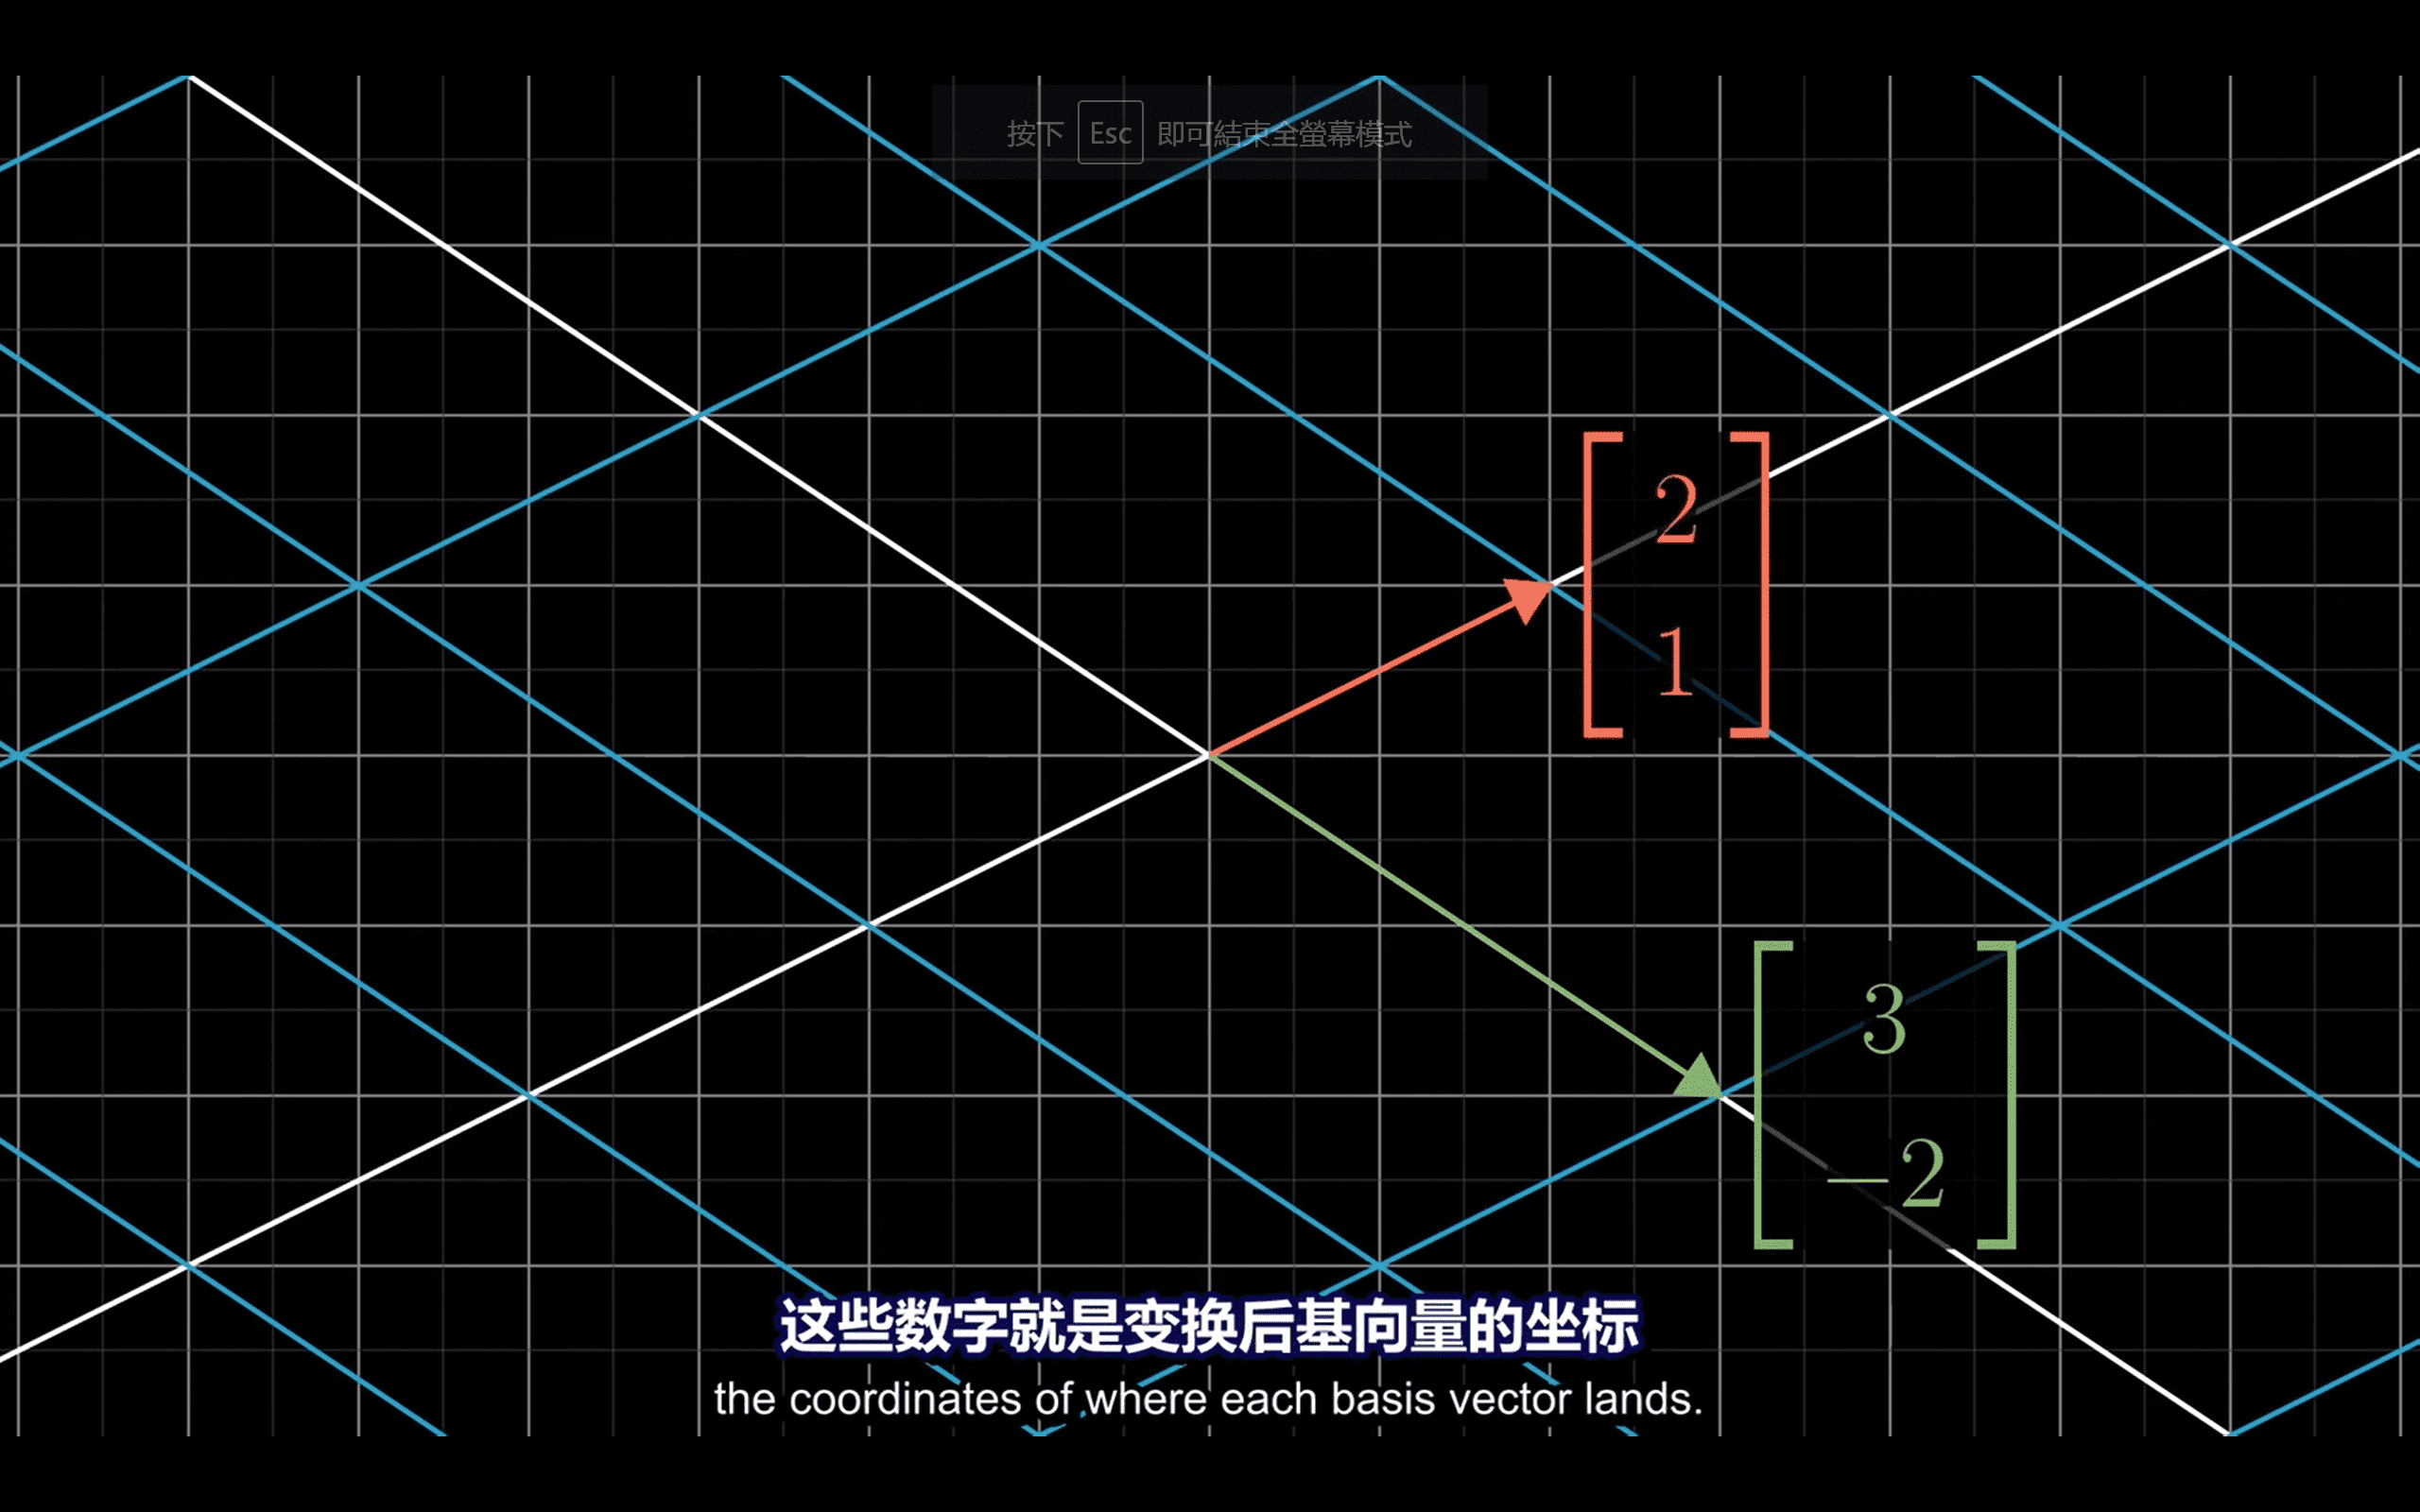 按下 Esc 即可結束全螢幕模式
2
1
3
−2
这些数字就是变换后基向量的坐标
the coordinates of where each basis vector lands.